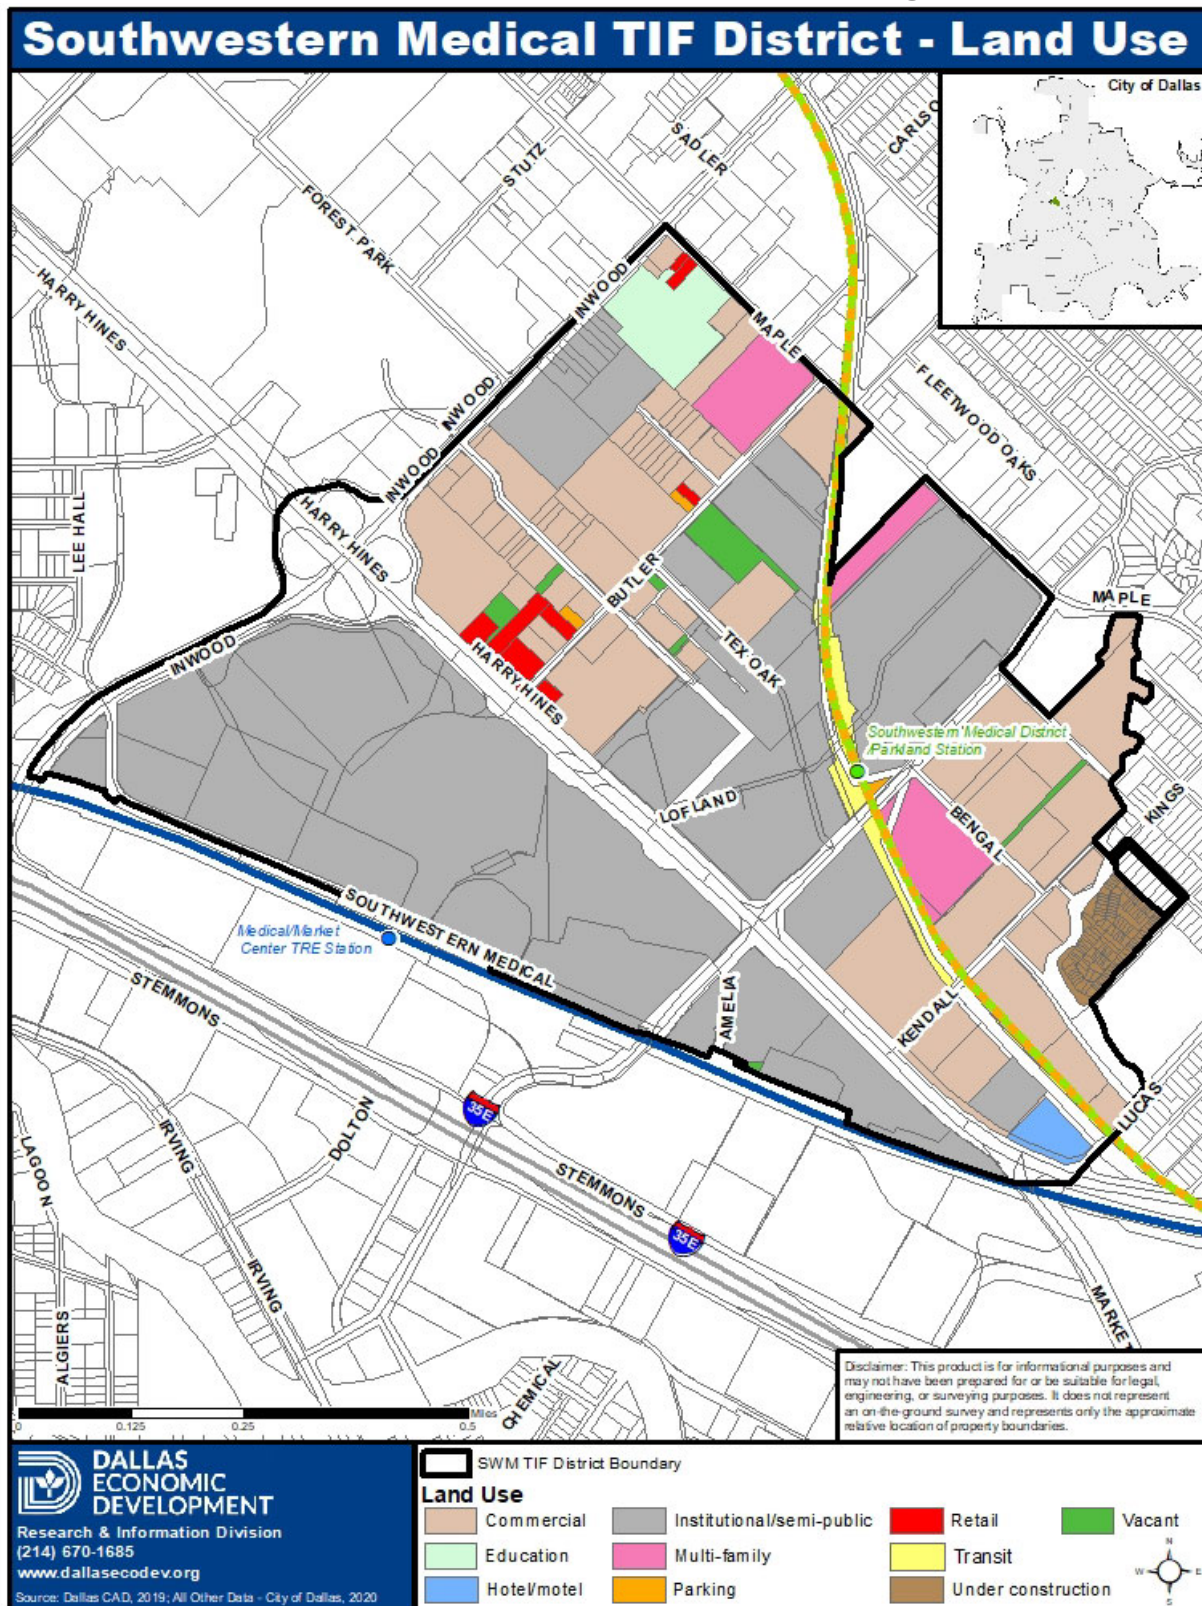 Southwestern Medical TIF District - Land Use
City of Dallas
CARLSO
SADLER
STUTZ
FOREST PARK
HARRY HINES
INWOOD
MAPLE
FLEETWOOD OAKS
NWOOD
INWOOD
HARRY HINES
LEE HALL
BUTLER
MAPLE
INWOOD
TEX OAK
HARRY HINES
Southwestern Medical District
/Parkland Station
LOFLAND
BENGAL
KINGS
SOUTHWESTERN MEDICAL
Medical/Market
Center TRE Station
STEMMONS
AMELIA
KENDALL
LUCAS
35E
DOLTON
IRVING
LAGOON
STEMMONS
35E
IRVING
MARKET
ALGIERS
CHEMICAL
Miles
0 0.125 0.25 0.5
Disclaimer: This product is for informational purposes and
may not have been prepared for or be suitable for legal,
engineering, or surveying purposes. It does not represent
an on-the-ground survey and represents only the approximate
relative location of property boundaries.
DALLAS
ECONOMIC
DEVELOPMENT
Research & Information Division
(214) 670-1685
www.dallasecodev.org
Source: Dallas CAD, 2019; All Other Data - City of Dallas, 2020
SWM TIF District Boundary
Land Use
Commercial
Institutional/semi-public
Retail
Vacant
Education
Multi-family
Transit
Hotel/motel
Parking
Under construction
N
W E
S